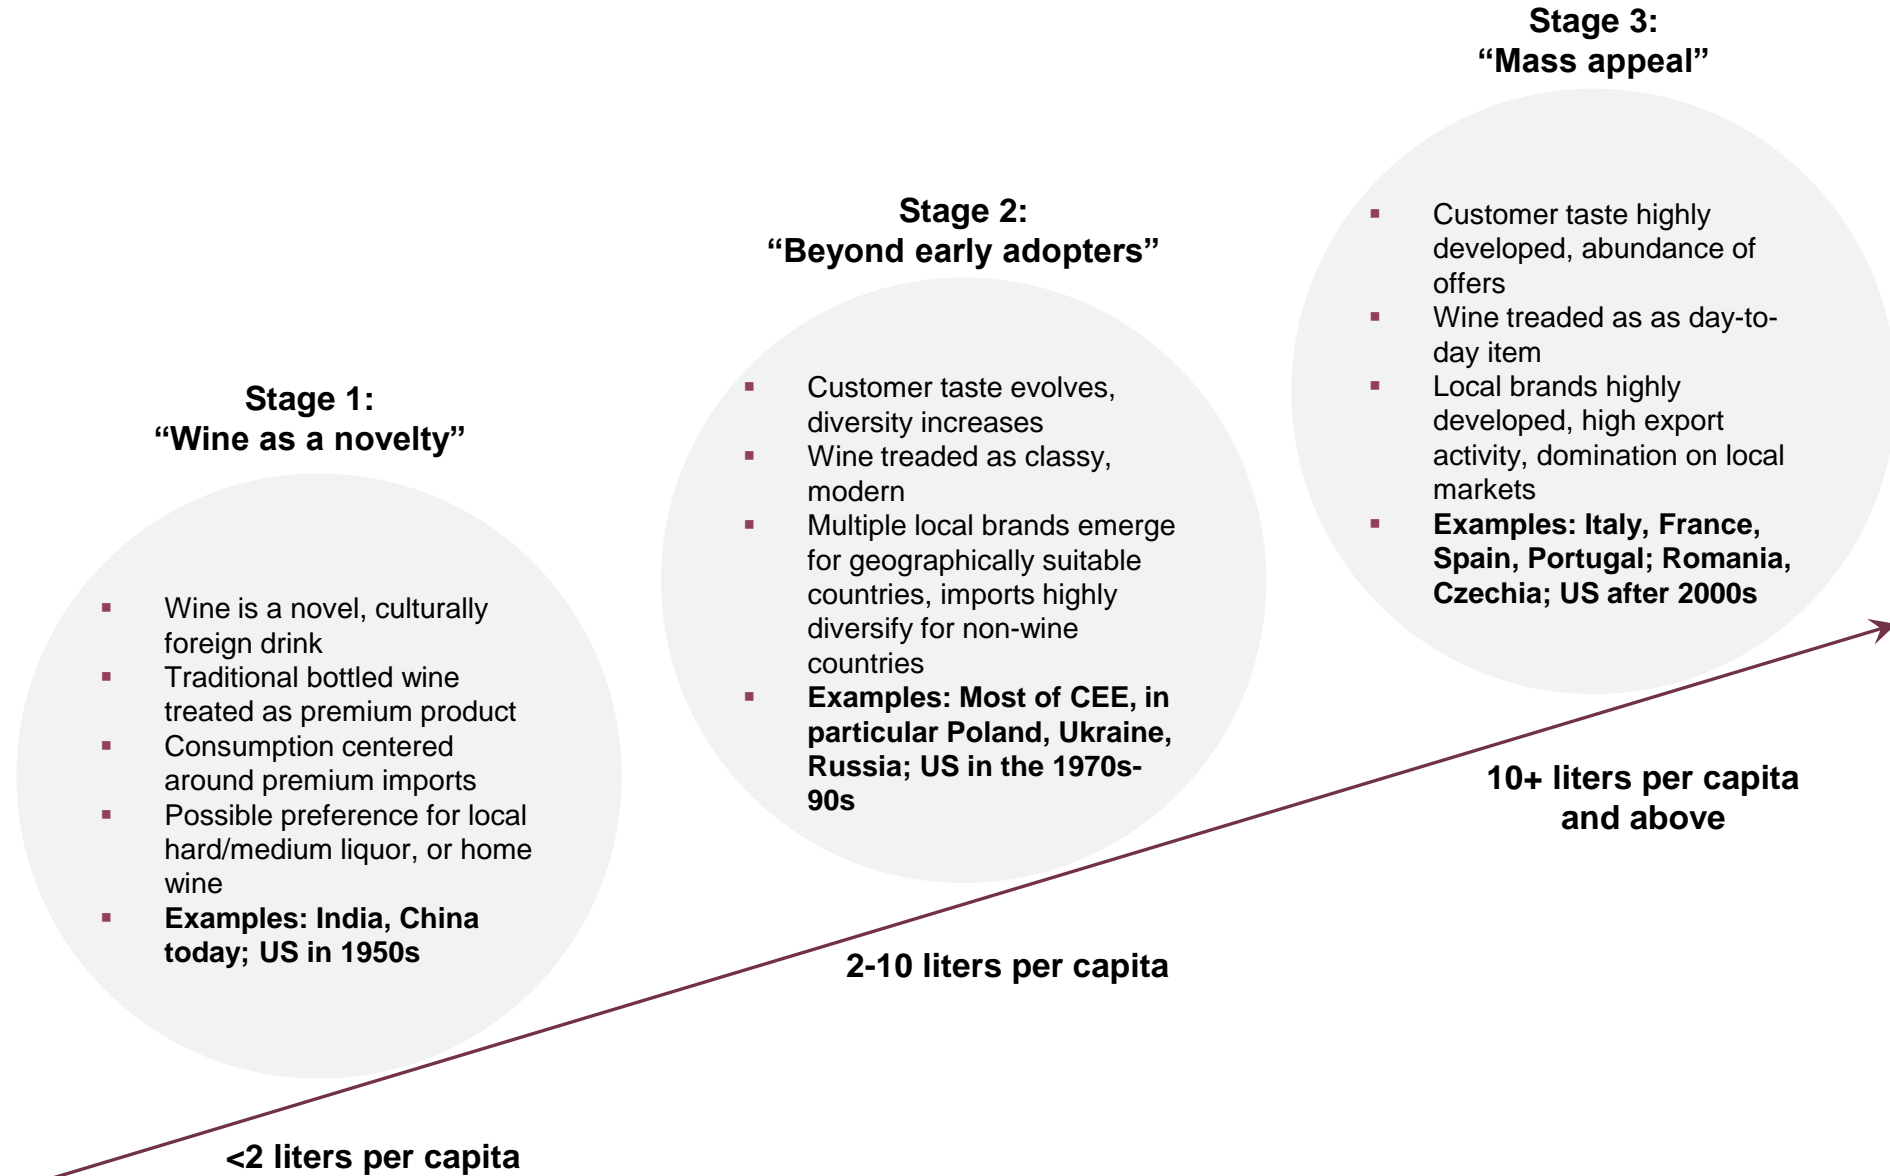 Stage 1:
“Wine as a novelty”
▪ Wine is a novel, culturally
foreign drink
▪ Traditional bottled wine
treated as premium product
▪ Consumption centered
around premium imports
▪ Possible preference for local
hard/medium liquor, or home
wine
▪ Examples: India, China
today; US in 1950s
<2 liters per capita
Stage 2:
“Beyond early adopters”
▪ Customer taste evolves,
diversity increases
▪ Wine treaded as classy,
modern
▪ Multiple local brands emerge
for geographically suitable
countries, imports highly
diversify for non-wine
countries
▪ Examples: Most of CEE, in
particular Poland, Ukraine,
Russia; US in the 1970s-
90s
2-10 liters per capita
Stage 3:
“Mass appeal”
▪ Customer taste highly
developed, abundance of
offers
▪ Wine treaded as as day-to-
day item
▪ Local brands highly
developed, high export
activity, domination on local
markets
▪ Examples: Italy, France,
Spain, Portugal; Romania,
Czechia; US after 2000s
10+ liters per capita
and above